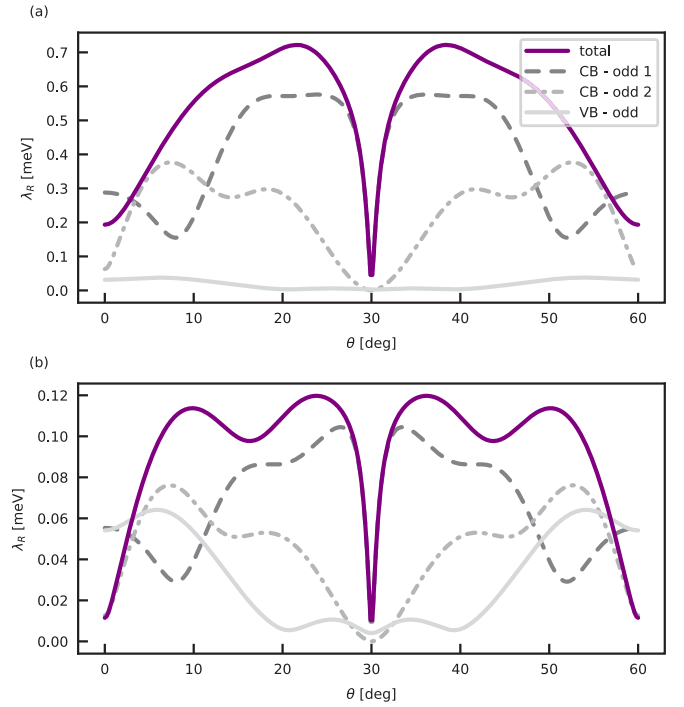 (a)
0.7
0.6
0.5
0.4
0.3
0.2
0.1
0.0
λR [meV]
total
CB - odd 1
CB - odd 2
VB - odd
0 10 20 30 40 50 60
θ [deg]
(b)
0.12
0.10
0.08
0.06
0.04
0.02
0.00
λR [meV]
0 10 20 30 40 50 60
θ [deg]